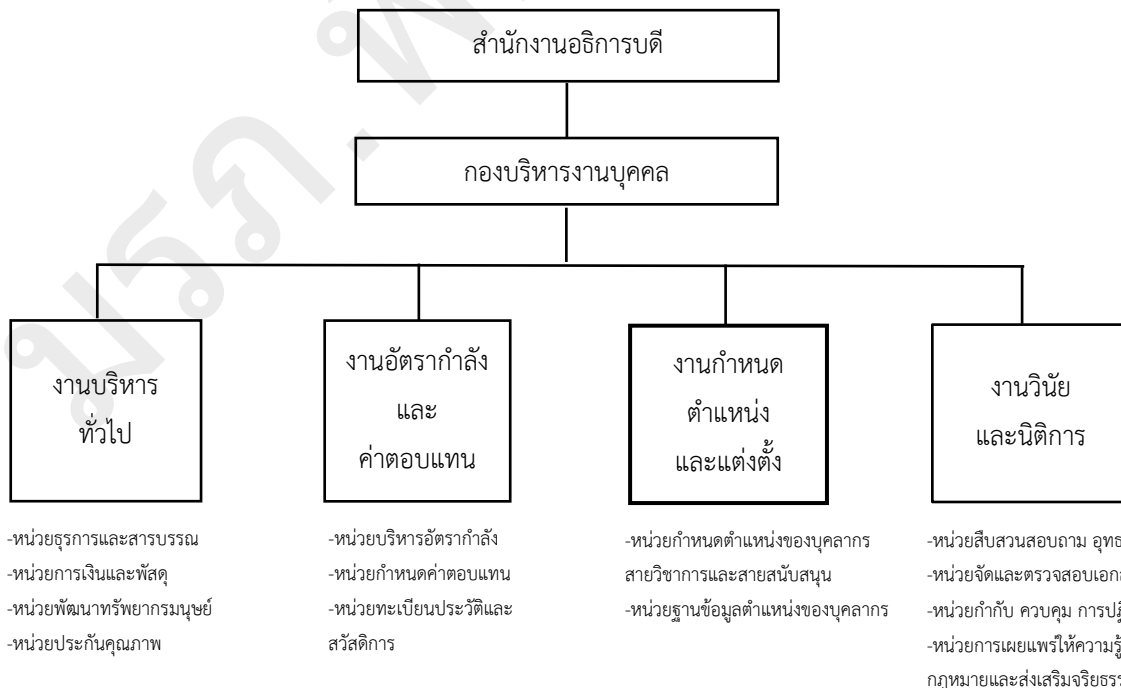 สำนักงานอธิการบดี
กองบริหารงานบุคคล
งานบริหาร
ทั่วไป
งานอัตรากำลัง
และ
ค่าตอบแทน
งานกำหนด
ตำแหน่ง
และแต่งตั้ง
งานวินัย
และนิติการ
-หน่วยธุรการและสารบรรณ
-หน่วยการเงินและพัสดุ
-หน่วยพัฒนาทรัพยากรมนุษย์
-หน่วยประกันคุณภาพ
-หน่วยบริหารอัตรากำลัง
-หน่วยกำหนดค่าตอบแทน
-หน่วยทะเบียนประวัติและ
สวัสดิการ
-หน่วยกำหนดตำแหน่งของบุคลากร
สายวิชาการและสายสนับสนุน
-หน่วยฐานข้อมูลตำแหน่งของบุคลากร
-หน่วยสืบสวนสอบถาม
-หน่วยจัดและตรวจสอบ
-หน่วยกำกับ ควบคุม
-หน่วยการเผยแพร่ให้ความรู้
กฎหมายและส่งเสริม
มรภ.